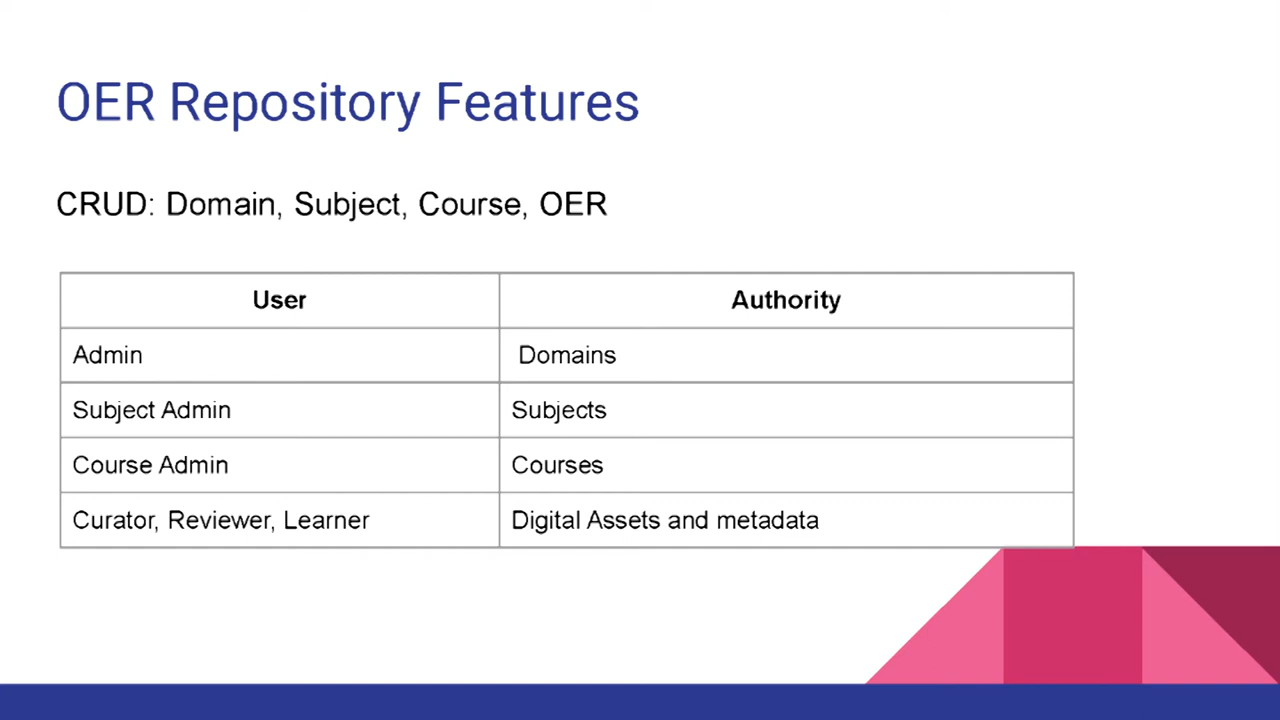 OER Repository Features
CRUD: Domain, Subject, Course, OER
User Authority
Admin Domains
Subject Admin Subjects
Course Admin Courses
Curator, Reviewer, Learner Digital Assets and metadata